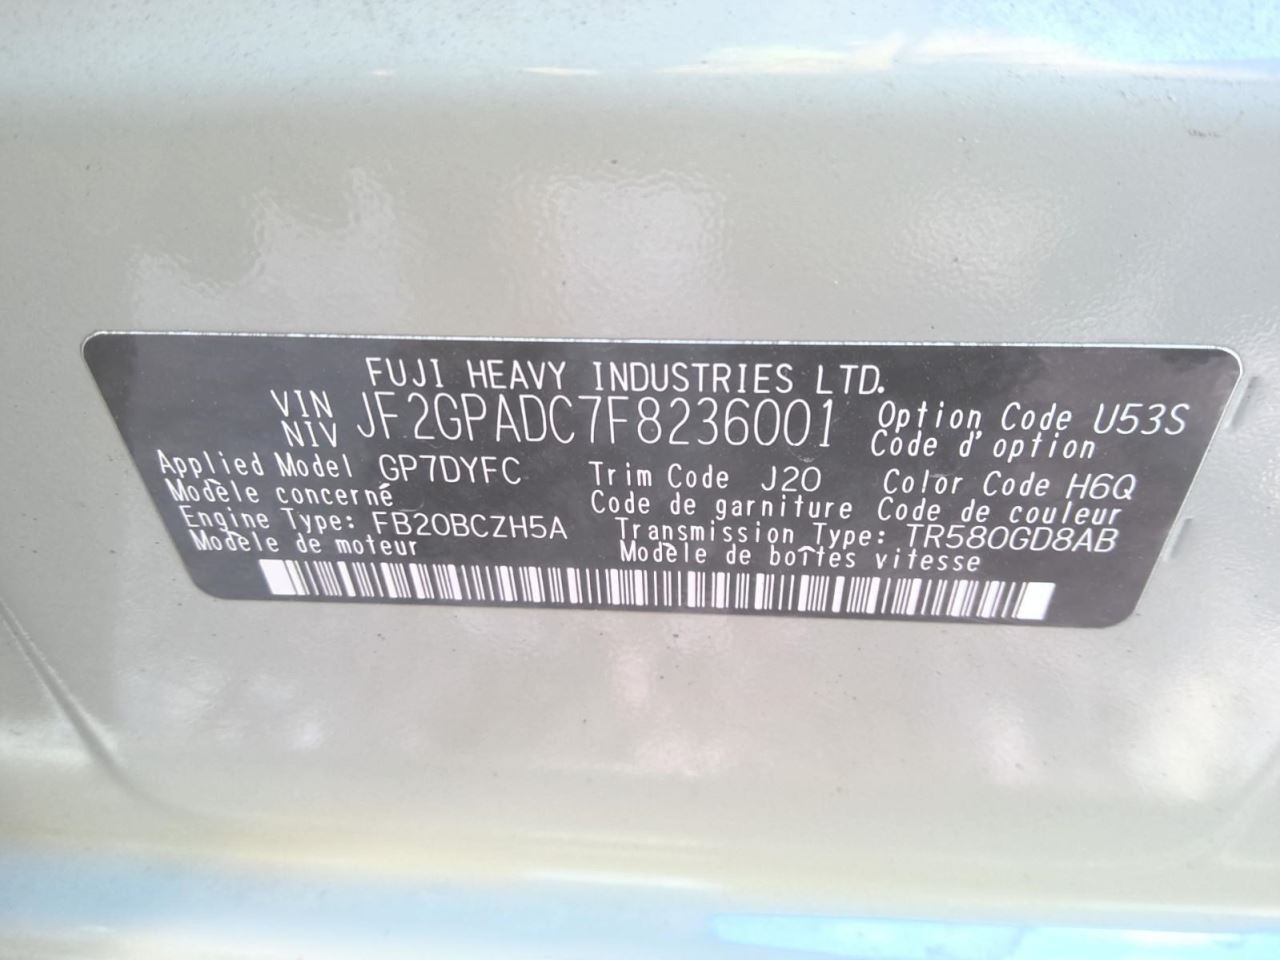 FUJI HEAVY INDUSTRIES LTD.
VIN
NIV JF2GPADC7F8236001 Option Code U53S
Code d'option
Applied Model GP7DYFC Trim Code J20 Color Code H6Q
Modèle concerné Code de garniture Code de couleur
Engine Type: FB20BCZH5A Transmission Type: TR580GD8AB
Modèle de moteur Modèle de boîtes vitesse